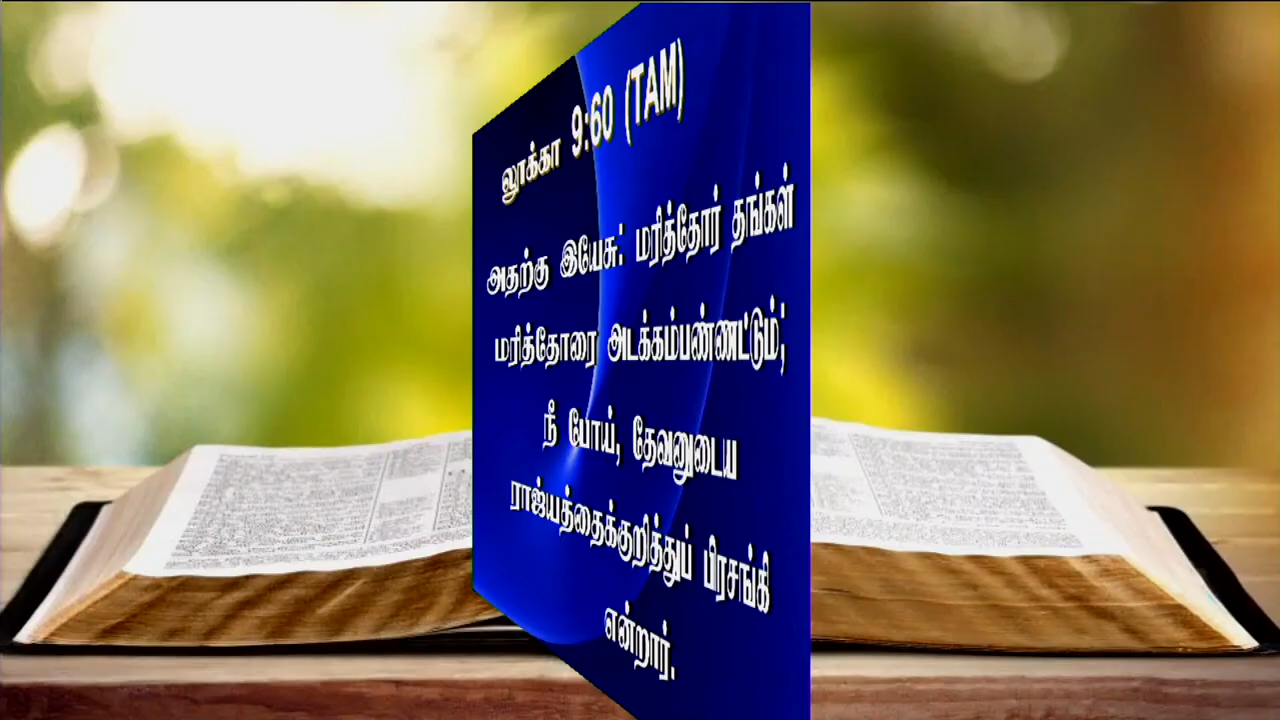 லூக்கா 9:60 (TAM)
அதற்கு இயேசு: மரித்தோர் தங்கள்
மரித்தோரை அடக்கம்பண்ணட்டும்;
நீ போய், தேவனுடைய
ராஜ்யத்தைக்குறித்துப் பிரசங்கி
என்றார்.